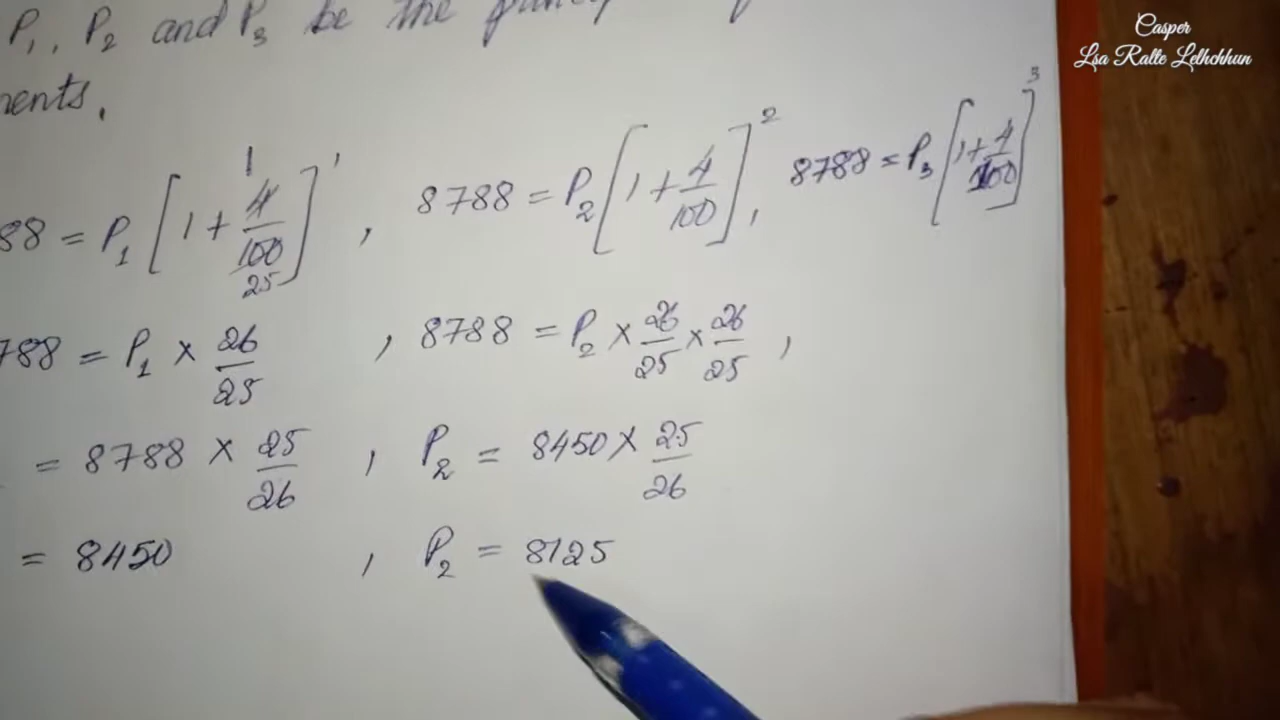 Casper
Lsa Ralte Lethchhun
P₁, P₂ and P₃ be the
ments.
88 = P₁ [1 + 4/100]¹, 8788 = P₂ [1 + 4/100]², 8788 = P₃ [1 + 4/100]³
1
25
788 = P₁ × 26/25, 8788 = P₂ × 26/25 × 26/25,
= 8788 × 25/26, P₂ = 8450 × 25/26
= 8450, P₂ = 8125